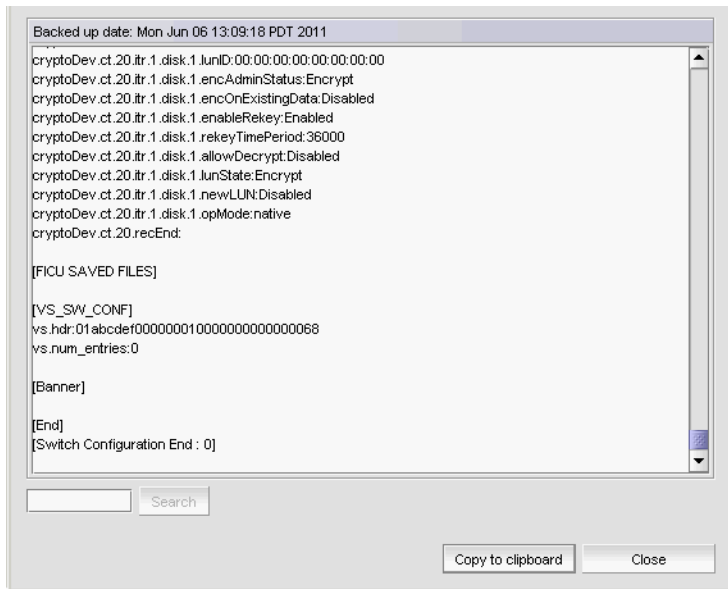 Backed up date: Mon Jun 06 13:09:18 PDT 2011
cryptoDev.ct.20.itr.1.disk.1.lunID:00:00:00:00:00:00:00:00
cryptoDev.ct.20.itr.1.disk.1.encAdminStatus:Encrypt
cryptoDev.ct.20.itr.1.disk.1.encOnExistingData:Disabled
cryptoDev.ct.20.itr.1.disk.1.enableRekey:Enabled
cryptoDev.ct.20.itr.1.disk.1.rekeyTimePeriod:36000
cryptoDev.ct.20.itr.1.disk.1.allowDecrypt:Disabled
cryptoDev.ct.20.itr.1.disk.1.lunState:Encrypt
cryptoDev.ct.20.itr.1.disk.1.newLUN:Disabled
cryptoDev.ct.20.itr.1.disk.1.opMode:native
cryptoDev.ct.20.recEnd:
[FICU SAVED FILES]
[VS_SW_CONF]
vs.hdr:01abcdef000000010000000000000068
vs.num_entries:0
[Banner]
[End]
[Switch Configuration End : 0]
Search
Copy to clipboard
Close